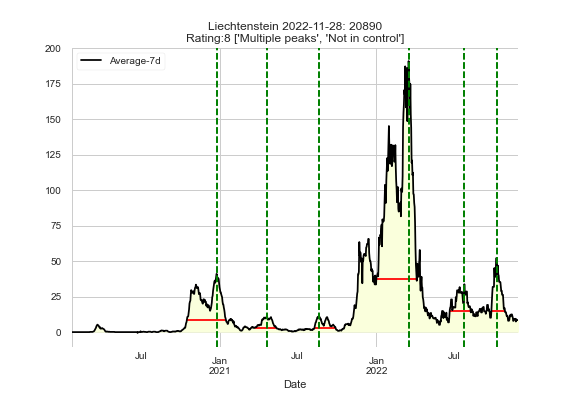 Liechtenstein 2022-11-28: 20890
Rating:8 ['Multiple peaks', 'Not in control']
Average-7d
200
175
150
125
100
75
50
25
0
Jul
Jan
2021
Jul
Jan
2022
Jul
Date